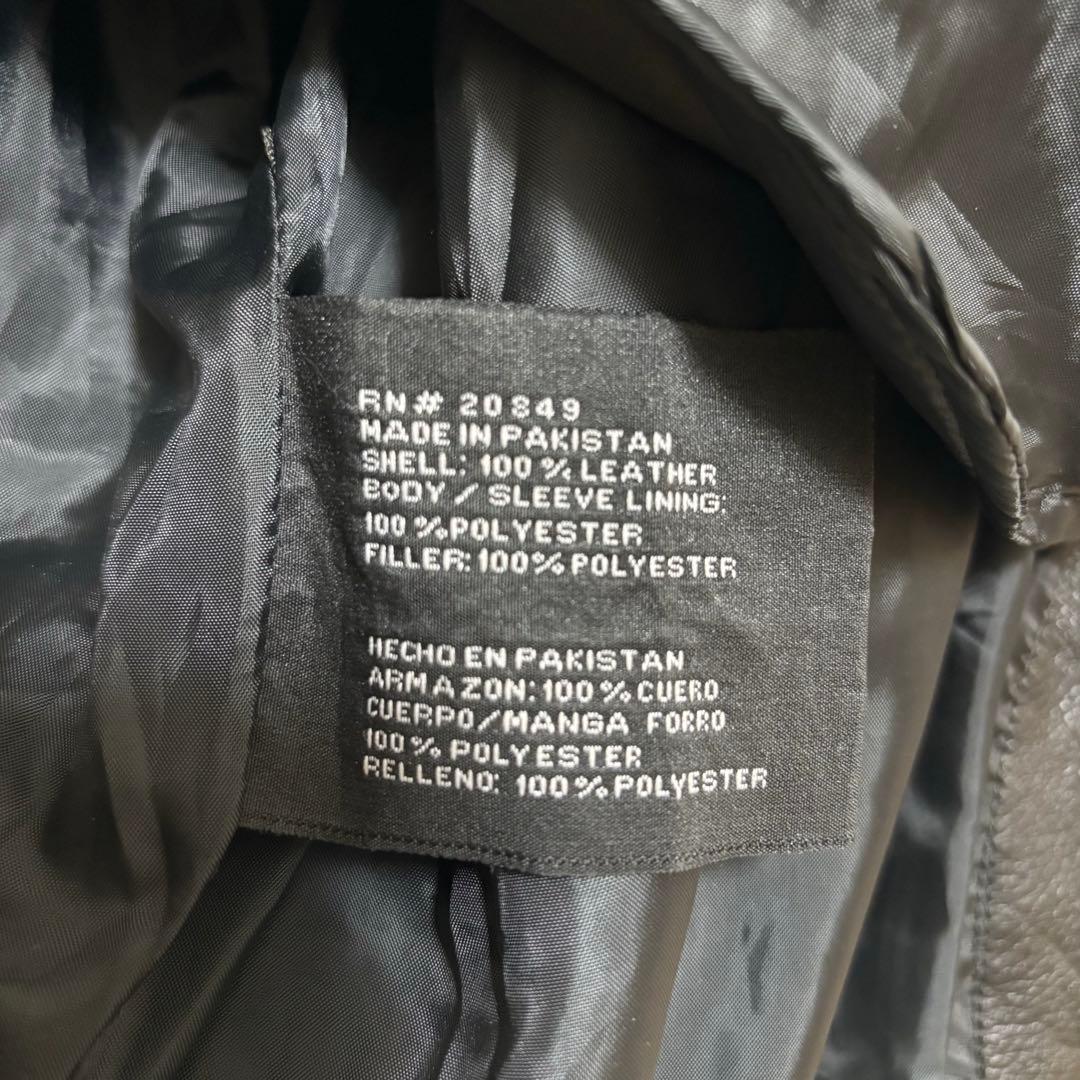 RN# 20849
MADE IN PAKISTAN
SHELL: 100 % LEATHER
BODY / SLEEVE LINING:
100 %POLYESTER
FILLER: 100% POLYESTER
HECHO EN PAKISTAN
ARMAZON: 100 % CUERO
CUERPO/MANGA FORRO
100 % POLYESTER
RELLENO: 100 % POLYESTER